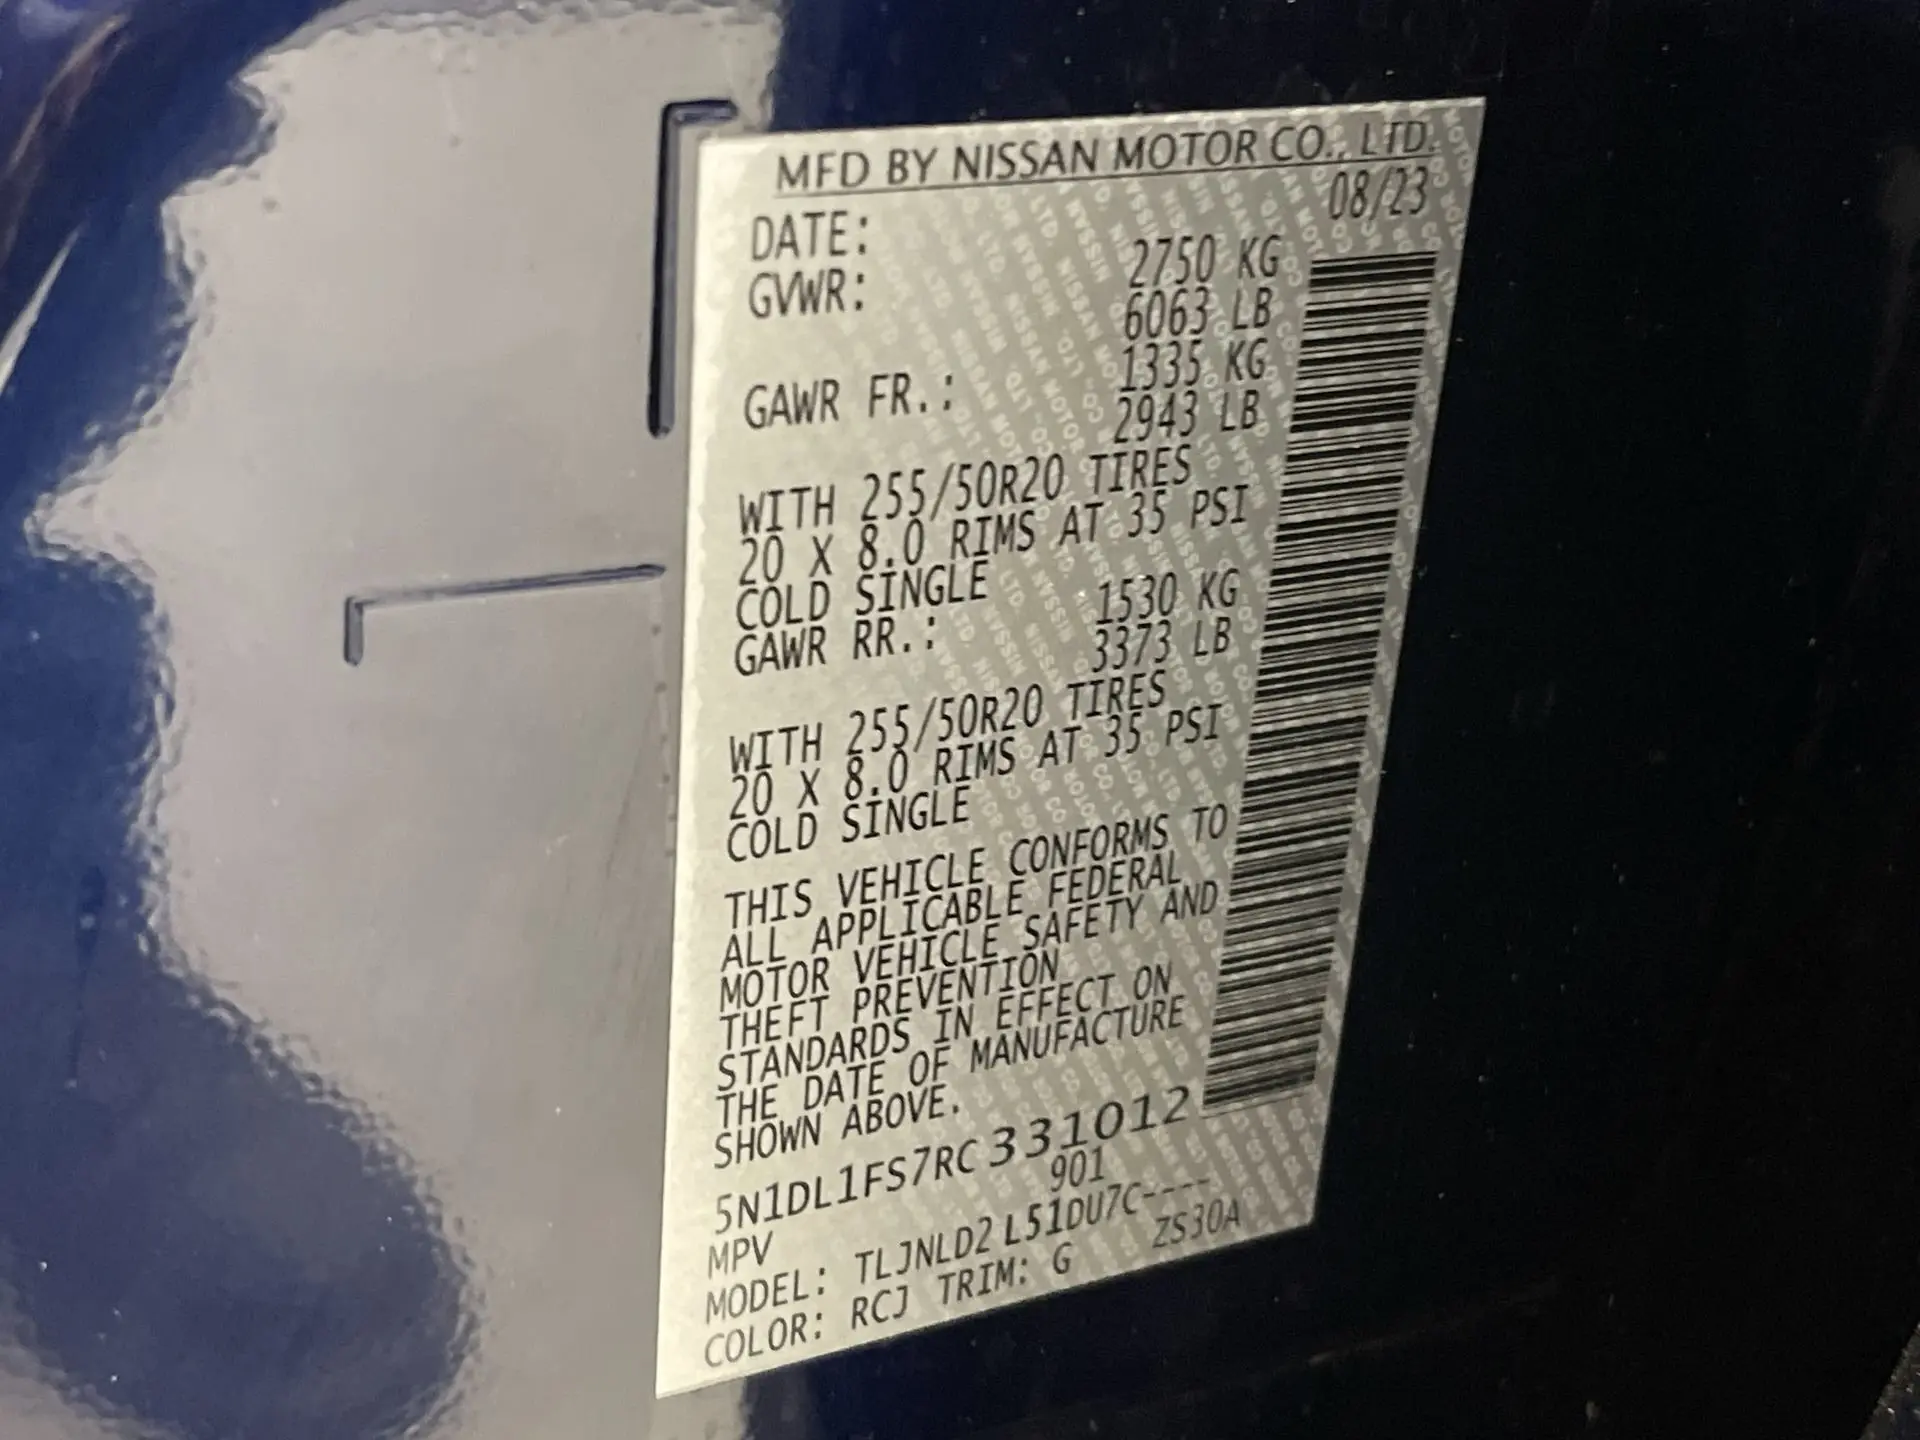 MFD BY NISSAN MOTOR CO., LTD.
DATE: 08/23
GVWR: 2750 KG
6063 LB
GAWR FR.: 1335 KG
2943 LB
WITH 255/50R20 TIRES
20 X 8.0 RIMS AT 35 PSI
COLD SINGLE
GAWR RR.: 1530 KG
3373 LB
WITH 255/50R20 TIRES
20 X 8.0 RIMS AT 35 PSI
COLD SINGLE
THIS VEHICLE CONFORMS TO
ALL APPLICABLE FEDERAL
MOTOR VEHICLE SAFETY AND
THEFT PREVENTION
STANDARDS IN EFFECT ON
THE DATE OF MANUFACTURE
SHOWN ABOVE.
5N1DL1FS7RC331012
MPV 901
MODEL: TLJNLD2 L51DU7C----
COLOR: RCJ TRIM: G ZS30A